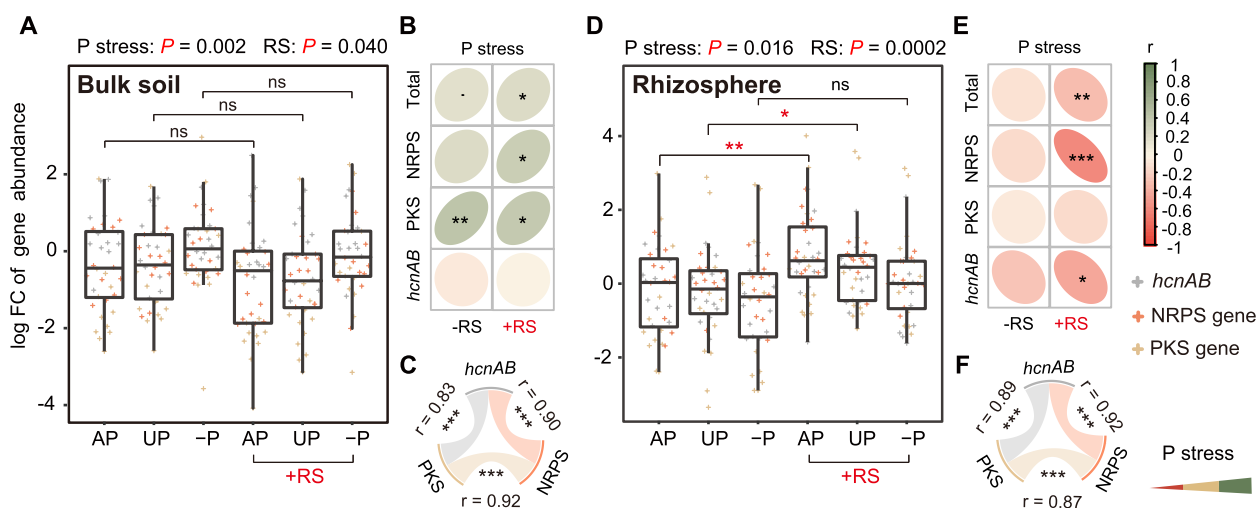 A
P stress: P = 0.002 RS: P = 0.040
Bulk soil
ns
ns
ns
log FC of gene abundance
2
0
-2
-4
AP UP −P AP UP −P
+RS
B
P stress
Total - *
NRPS *
PKS ** *
hcnAB
-RS +RS
C
hcnAB
r = 0.83 *** r = 0.90 ***
PKS *** NRPS
r = 0.92
D
P stress: P = 0.016 RS: P = 0.0002
Rhizosphere
ns
*
**
4
2
0
-2
AP UP −P AP UP −P
+RS
E
P stress
Total **
NRPS ***
PKS
hcnAB *
-RS +RS
r
1
0.8
0.6
0.4
0.2
0
-0.2
-0.4
-0.6
-0.8
-1
hcnAB
NRPS gene
PKS gene
F
hcnAB
r = 0.89 *** r = 0.92 ***
PKS *** NRPS
r = 0.87
P stress